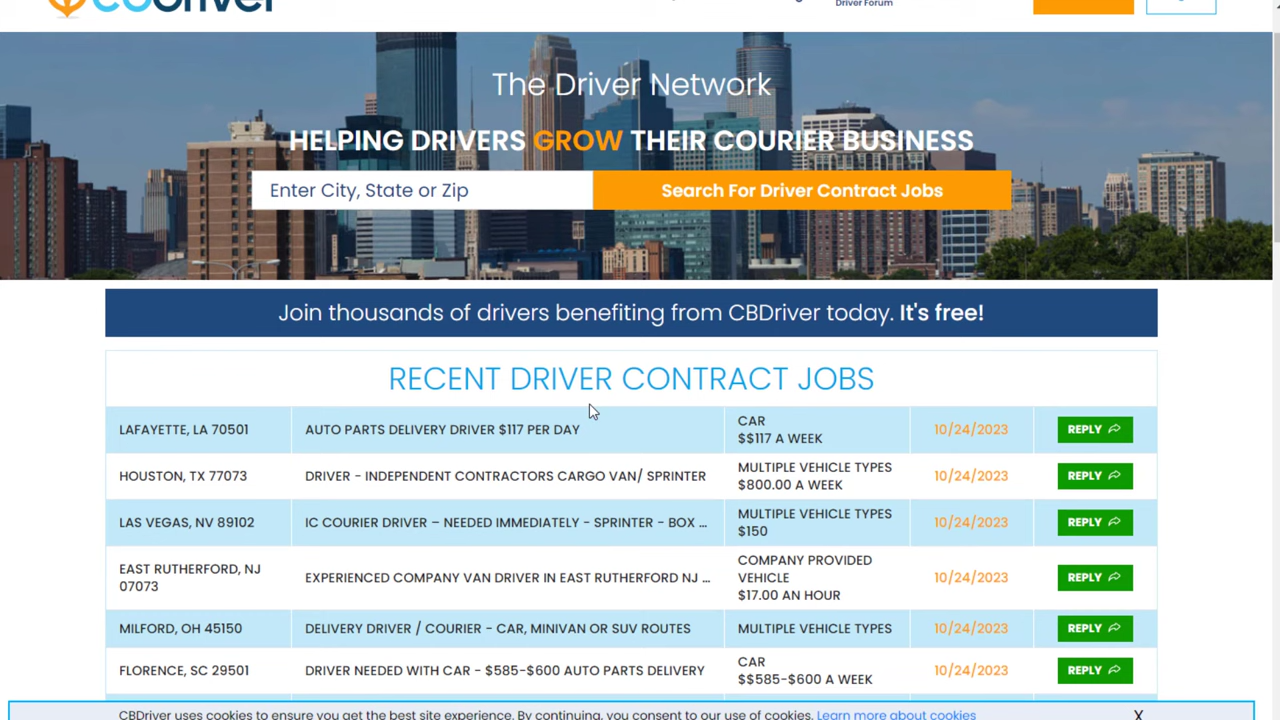 CBDriver
Driver Forum
The Driver Network
HELPING DRIVERS GROW THEIR COURIER BUSINESS
Enter City, State or Zip
Search For Driver Contract Jobs
Join thousands of drivers benefiting from CBDriver today. It's free!
RECENT DRIVER CONTRACT JOBS
LAFAYETTE, LA 70501
AUTO PARTS DELIVERY DRIVER $117 PER DAY
CAR
$$117 A WEEK
10/24/2023
REPLY
HOUSTON, TX 77073
DRIVER - INDEPENDENT CONTRACTORS CARGO VAN/ SPRINTER
MULTIPLE VEHICLE TYPES
$800.00 A WEEK
10/24/2023
REPLY
LAS VEGAS, NV 89102
IC COURIER DRIVER – NEEDED IMMEDIATELY - SPRINTER - BOX ...
MULTIPLE VEHICLE TYPES
$150
10/24/2023
REPLY
EAST RUTHERFORD, NJ
07073
EXPERIENCED COMPANY VAN DRIVER IN EAST RUTHERFORD NJ ...
COMPANY PROVIDED
VEHICLE
$17.00 AN HOUR
10/24/2023
REPLY
MILFORD, OH 45150
DELIVERY DRIVER / COURIER - CAR, MINIVAN OR SUV ROUTES
MULTIPLE VEHICLE TYPES
10/24/2023
REPLY
FLORENCE, SC 29501
DRIVER NEEDED WITH CAR - $585-$600 AUTO PARTS DELIVERY
CAR
$$585-$600 A WEEK
10/24/2023
REPLY
CBDriver uses cookies to ensure you get the best site experience. By continuing, you consent to our use of cookies. Learn more about cookies
X